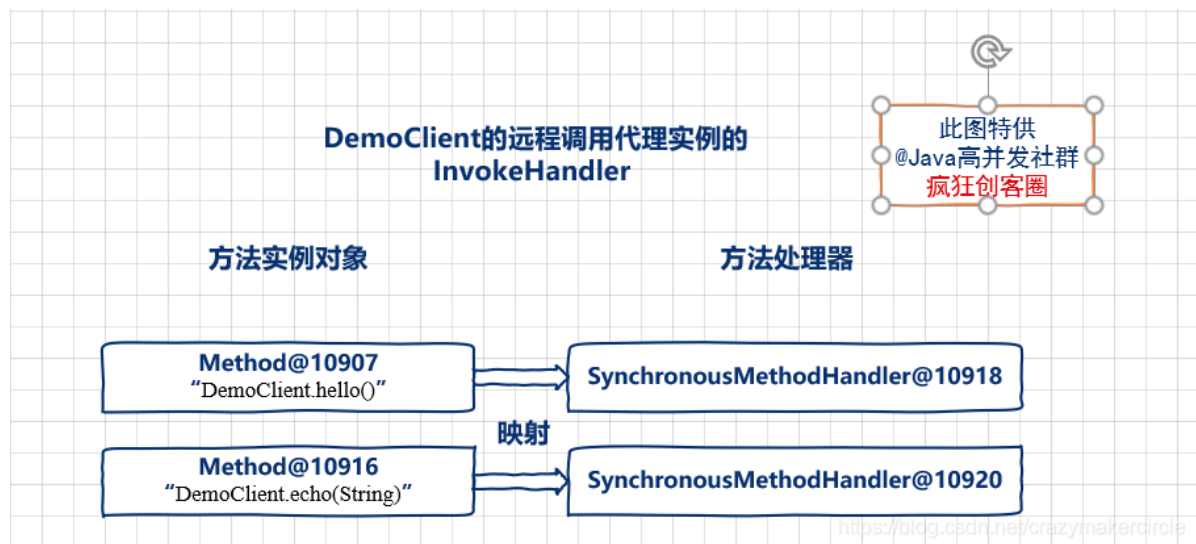 DemoClient的远程调用代理实例的
InvokeHandler
此图特供
@Java高并发社群
疯狂创客圈
方法实例对象
方法处理器
Method@10907
“DemoClient.hello()”
SynchronousMethodHandler@10918
映射
Method@10916
“DemoClient.echo(String)”
SynchronousMethodHandler@10920
https://blog.csdn.net/crazymakercircle